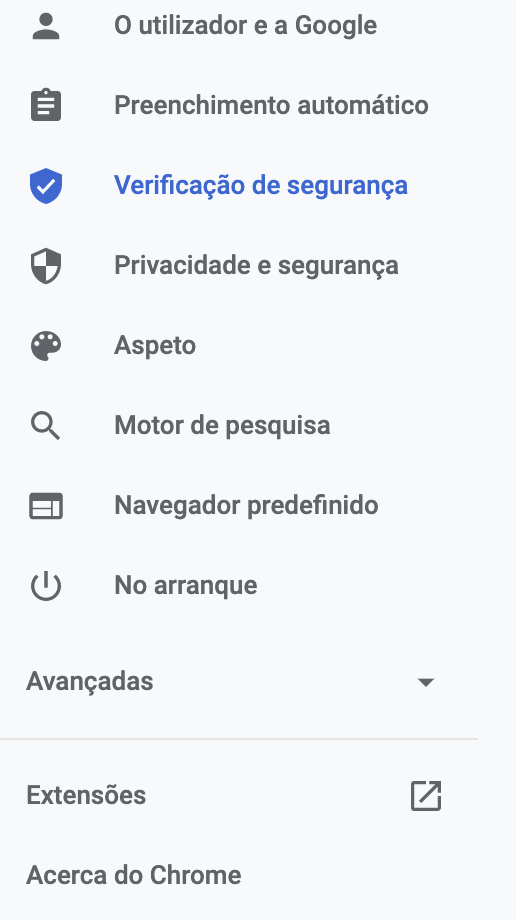 O utilizador e a Google
Preenchimento automático
Verificação de segurança
Privacidade e segurança
Aspeto
Motor de pesquisa
Navegador predefinido
No arranque
Avançadas
Extensões
Acerca do Chrome